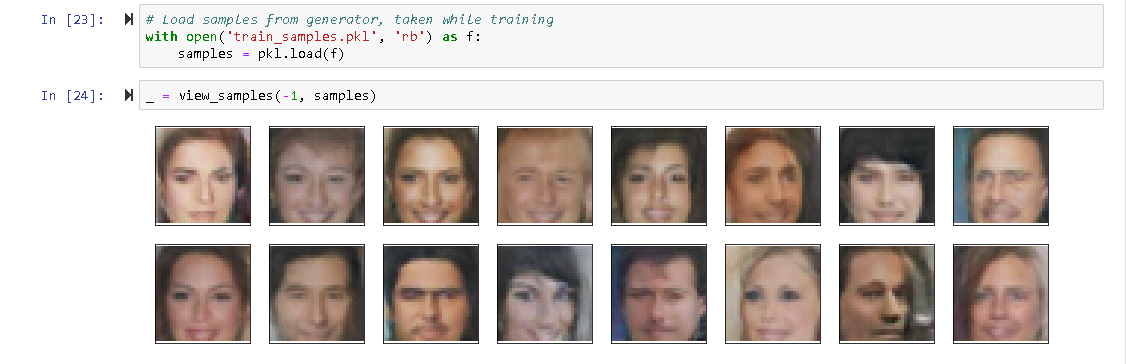 In [23]:
# Load samples from generator, taken while training
with open('train_samples.pkl', 'rb') as f:
    samples = pkl.load(f)
In [24]:
_ = view_samples(-1, samples)